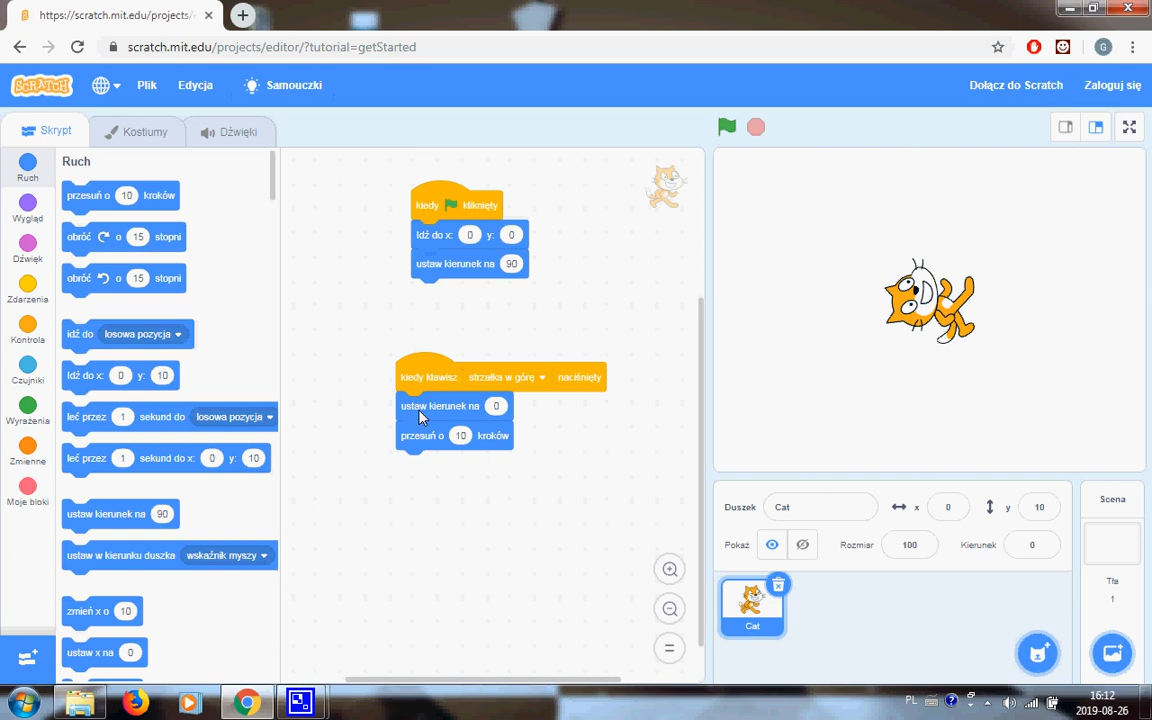 https://scratch.mit.edu/projects/
scratch.mit.edu/projects/editor/?tutorial=getStarted
G
SCRATCH
Plik
Edycja
Samouczki
Dołącz do Scratch
Zaloguj się
Skrypt
Kostiumy
Dźwięki
Ruch
Wygląd
Dźwięk
Zdarzenia
Kontrola
Czujniki
Wyrażenia
Zmienne
Moje bloki
Ruch
przesuń o 10 kroków
obróć o 15 stopni
obróć o 15 stopni
idź do losowa pozycja
Idź do x: 0 y: 10
leć przez 1 sekund do losowa pozycja
leć przez 1 sekund do x: 0 y: 10
ustaw kierunek na 90
ustaw w kierunku duszka wskaźnik myszy
zmień x o 10
ustaw x na 0
kiedy kliknięty
Idź do x: 0 y: 0
ustaw kierunek na 90
kiedy klawisz strzałka w górę naciśnięty
ustaw kierunek na 0
przesuń o 10 kroków
Duszek Cat x 0 y 10
Pokaż Rozmiar 100 Kierunek 0
Cat
Scena
Tła
1
PL
16:12
2019-08-26